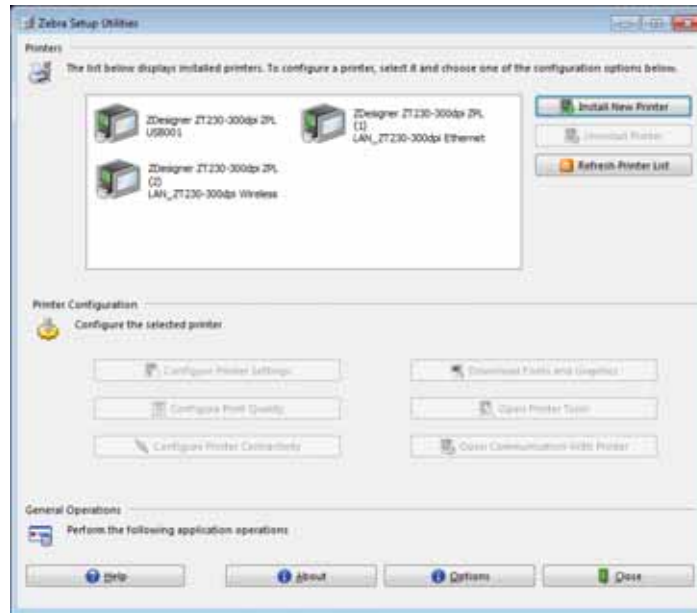 Zebra Setup Utilities
Printers
The list below displays installed printers. To configure a printer, select it and choose one of the configuration options below.
ZDesigner ZT230-300dpi ZPL
USB001
ZDesigner ZT230-300dpi ZPL
(1)
LAN_ZT230-300dpi Ethernet
ZDesigner ZT230-300dpi ZPL
(2)
LAN_ZT230-300dpi Wireless
Install New Printer
Uninstall Printer
Refresh Printer List
Printer Configuration
Configure the selected printer
Configure Printer Settings
Download Fonts and Graphics
Configure Print Quality
Open Printer Tools
Configure Printer Connectivity
Open Communication With Printer
General Operations
Perform the following application operations
Help
About
Options
Close